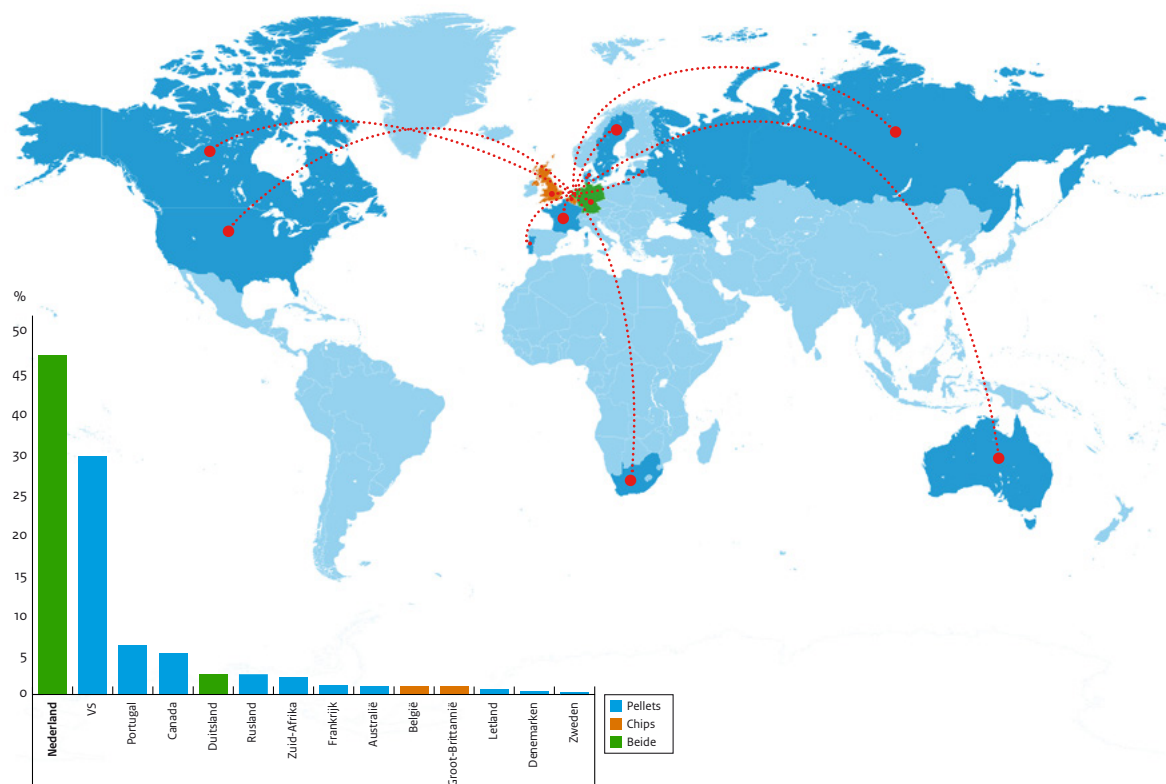 %
50
45
40
30
25
20
15
10
5
0
Nederland
VS
Portugal
Canada
Duitsland
Rusland
Zuid-Afrika
Frankrijk
Australië
België
Groot-Brittannië
Letland
Denemarken
Zweden
Pellets
Chips
Beide